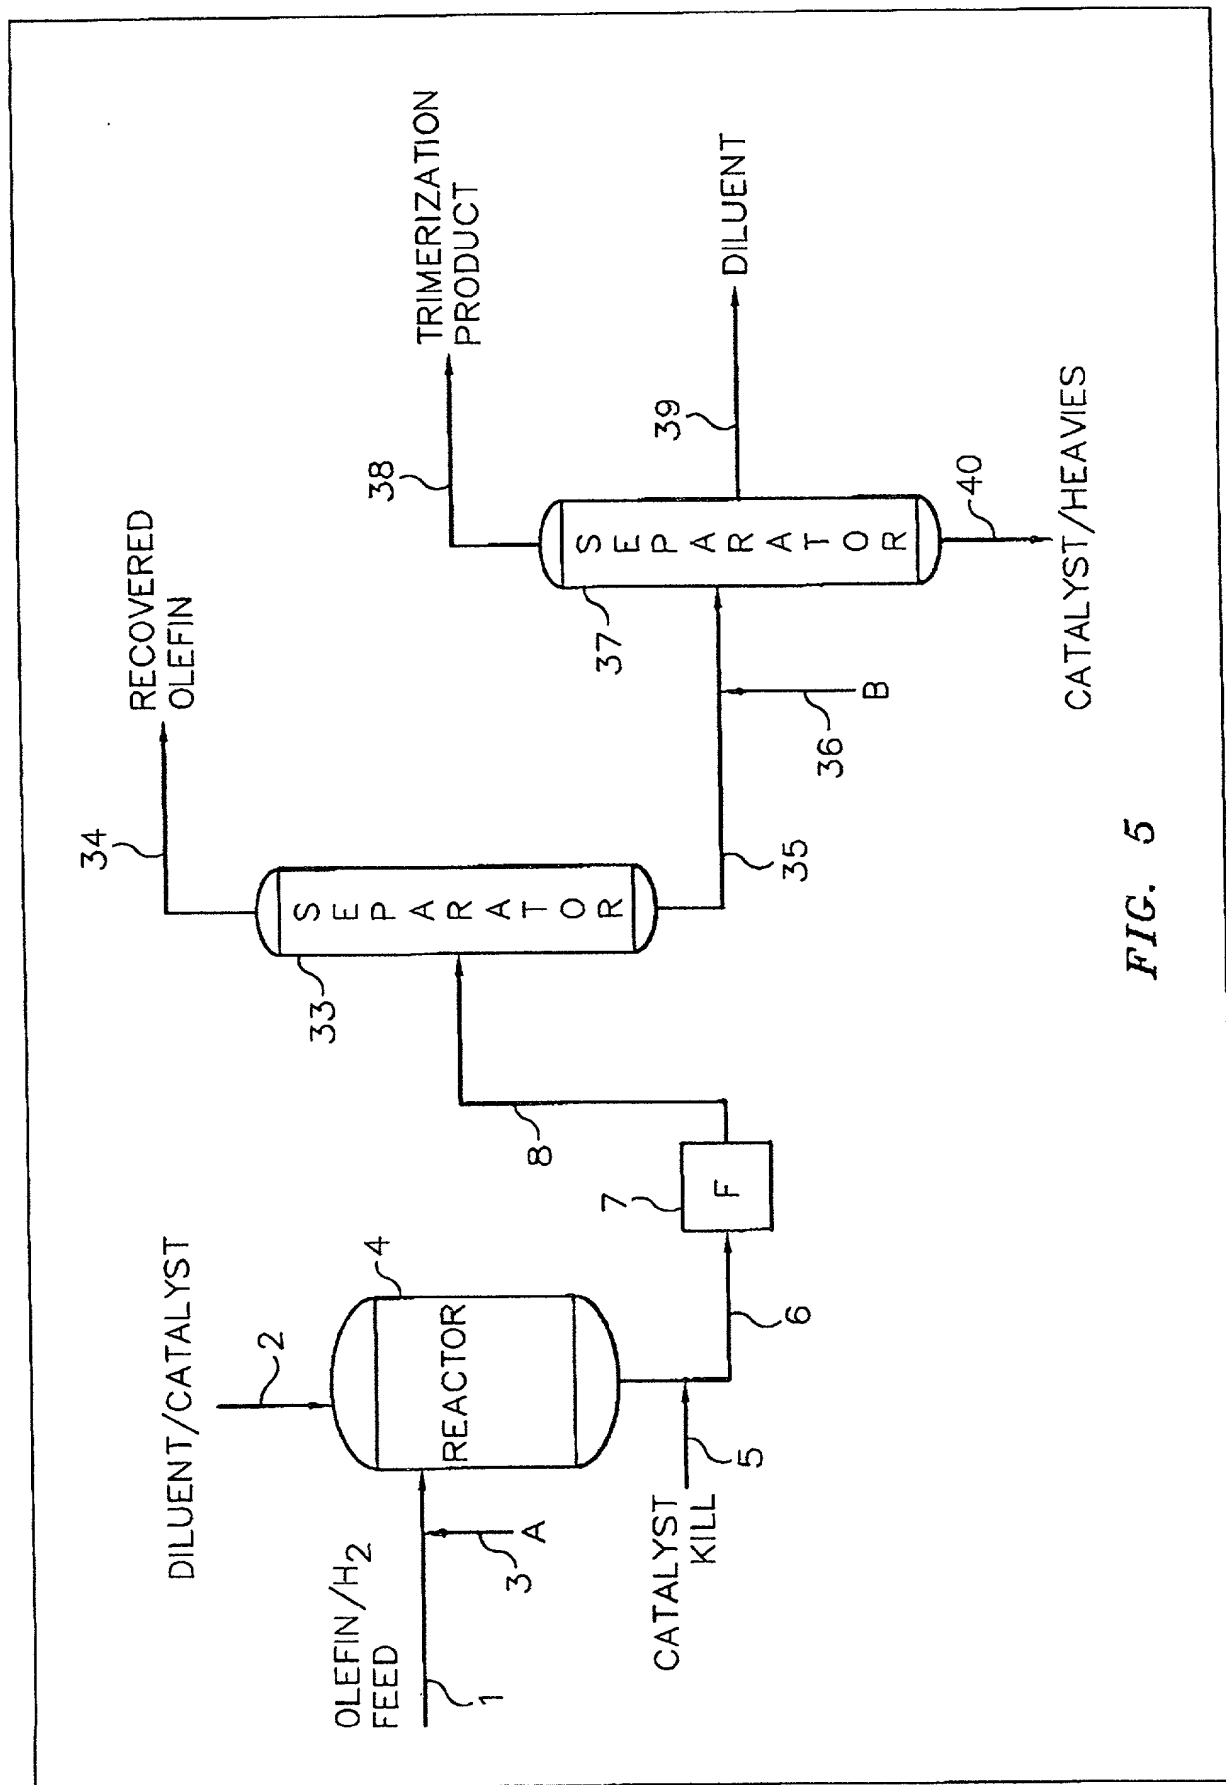 DILUENT/CATALYST
2
4
OLEFIN/H2
FEED
1
3
A
REACTOR
CATALYST
KILL
5
6
7
F
8
33
SEPARATOR
34
RECOVERED
OLEFIN
35
36
B
37
SEPARATOR
38
TRIMERIZATION
PRODUCT
39
DILUENT
40
CATALYST/HEAVIES
FIG. 5